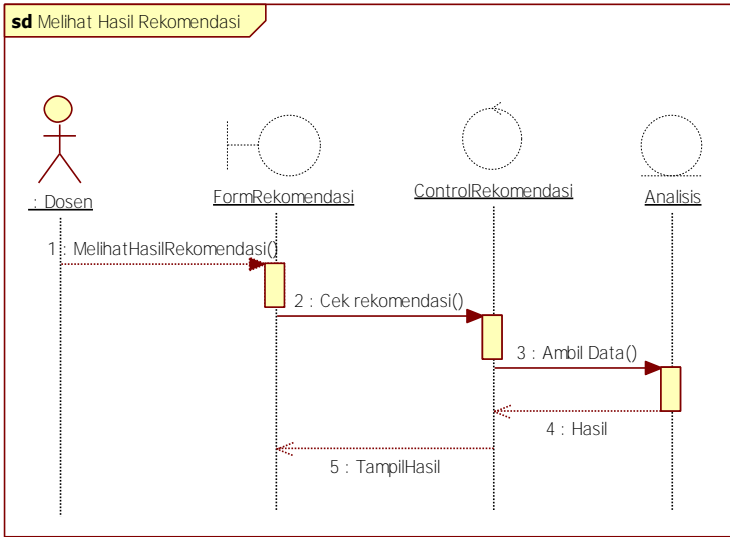 sd Melihat Hasil Rekomendasi
: Dosen
FormRekomendasi
ControlRekomendasi
Analisis
1 : MelihatHasilRekomendasi()
2 : Cek rekomendasi()
3 : Ambil Data()
4 : Hasil
5 : TampilHasil